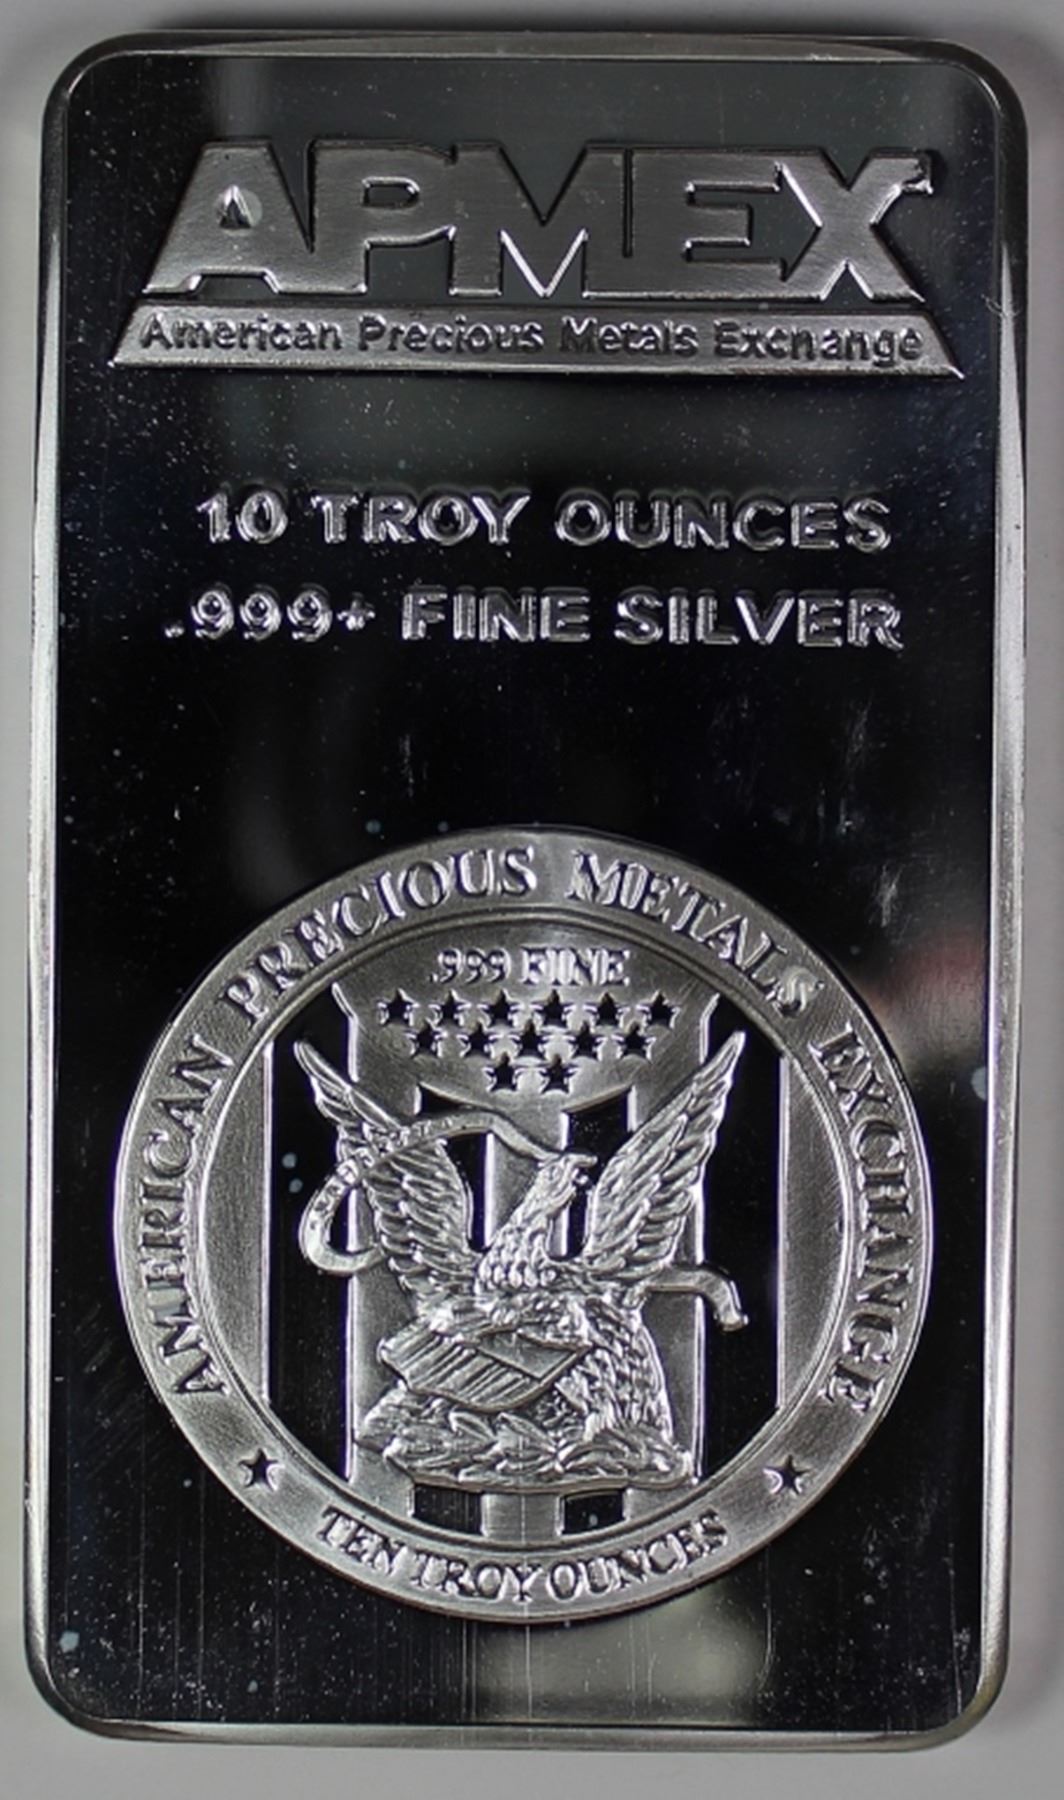 APMEX
American Precious Metals Exchange
10 TROY OUNCES
.999+ FINE SILVER
AMERICAN PRECIOUS METALS EXCHANGE
.999 FINE
TEN TROY OUNCES